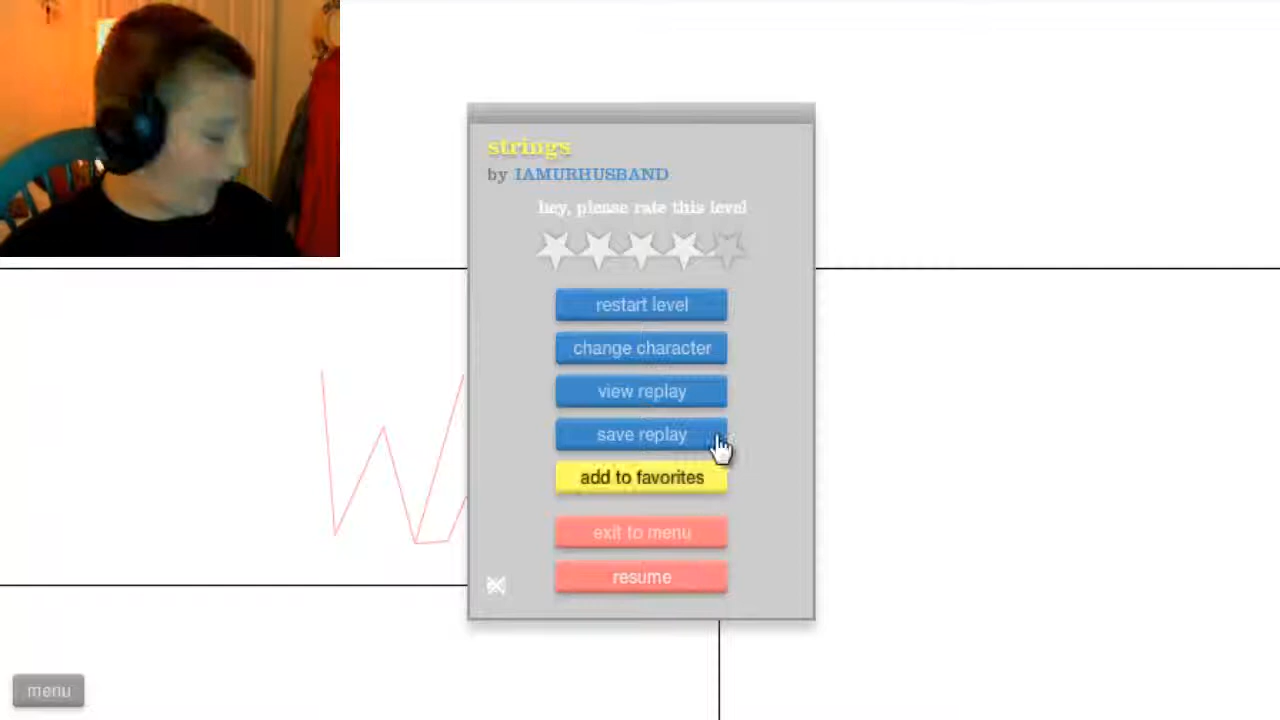 strings
by IAMURHUSBAND
hey, please rate this level
restart level
change character
view replay
save replay
add to favorites
exit to menu
resume
menu